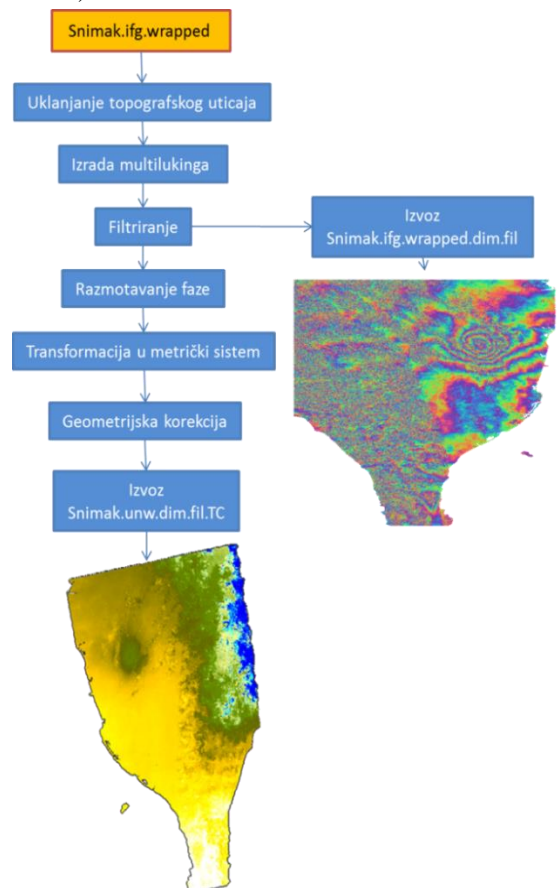 Snimak.ifg.wrapped
Uklanjanje topografskog uticaja
Izrada multilukinga
Filtriranje
Izvoz
Snimak.ifg.wrapped.dim.fil
Razmotavanje faze
Transformacija u metrički sistem
Geometrijska korekcija
Izvoz
Snimak.unw.dim.fil.TC